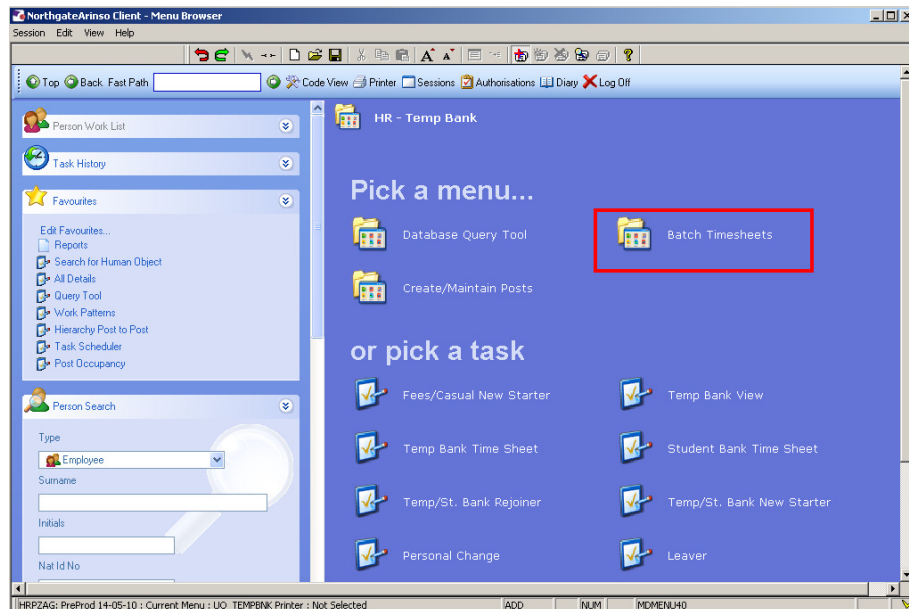 NorthgateArinso Client - Menu Browser
Session Edit View Help
Top Back Fast Path Code View Printer Sessions Authorisations Diary Log Off
Person Work List
Task History
Favourites
Edit Favourites...
Reports
Search for Human Object
All Details
Query Tool
Work Patterns
Hierarchy Post to Post
Task Scheduler
Post Occupancy
Person Search
Type
Employee
Surname
Initials
Nat Id No
HR - Temp Bank
Pick a menu...
Database Query Tool
Batch Timesheets
Create/Maintain Posts
or pick a task
Fees/Casual New Starter
Temp Bank View
Temp Bank Time Sheet
Student Bank Time Sheet
Temp/St. Bank Rejoiner
Temp/St. Bank New Starter
Personal Change
Leaver
HRPZAG: PreProd 14-05-10 : Current Menu : UO_TEMPBNK Printer : Not Selected ADD NUM MDMENU40